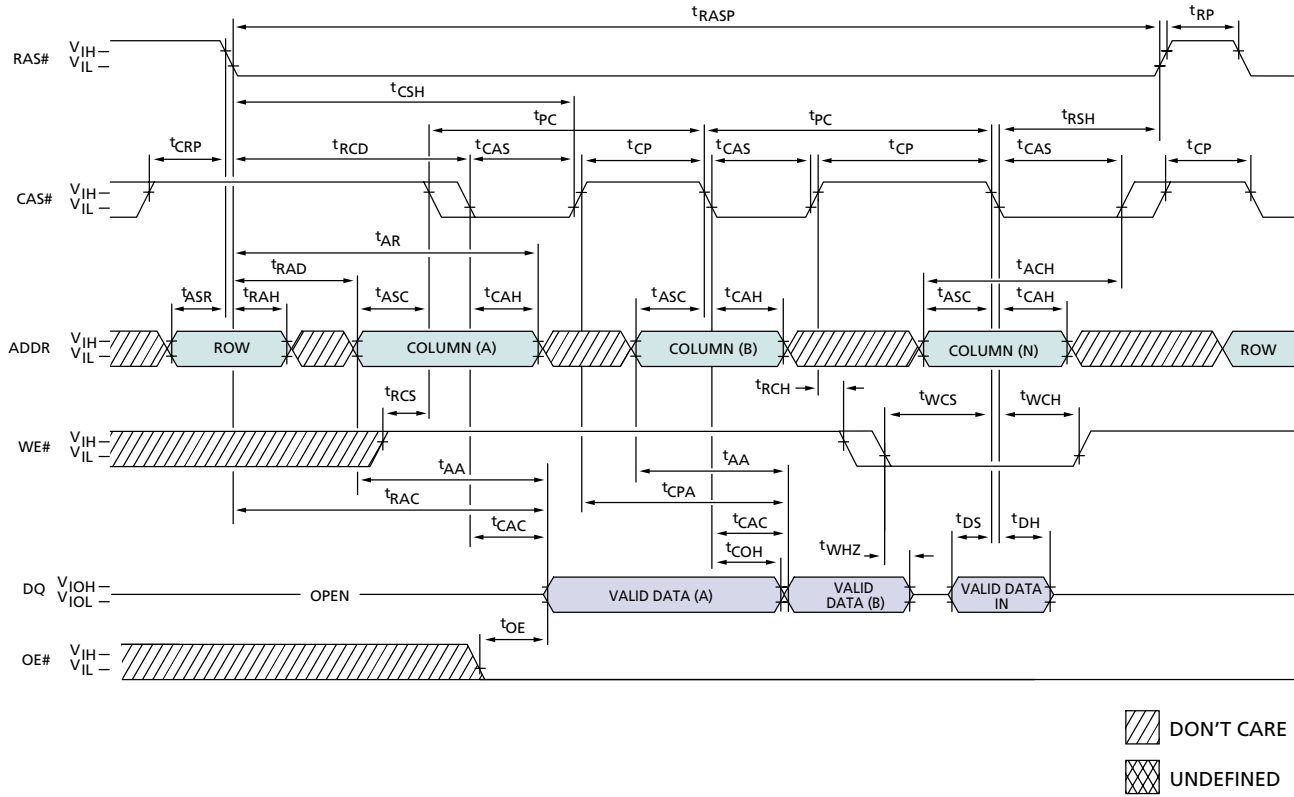 tRASP
tRP
RAS#
VIH
VIL
tCSH
tPC
tPC
tRSH
tCRP
tRCD
tCAS
tCP
tCAS
tCP
tCAS
tCP
CAS#
VIH
VIL
tAR
tRAD
tACH
tASR
tRAH
tASC
tCAH
tASC
tCAH
tASC
tCAH
ADDR
VIH
VIL
ROW
COLUMN (A)
COLUMN (B)
COLUMN (N)
ROW
tRCS
tRCH
tWCS
tWCH
WE#
VIH
VIL
tAA
tAA
tRAC
tCPA
tCAC
tCAC
tCOH
tWHZ
tDS
tDH
DQ
VIOH
VIOL
OPEN
VALID DATA (A)
VALID
DATA (B)
VALID DATA
IN
tOE
OE#
VIH
VIL
DON'T CARE
UNDEFINED